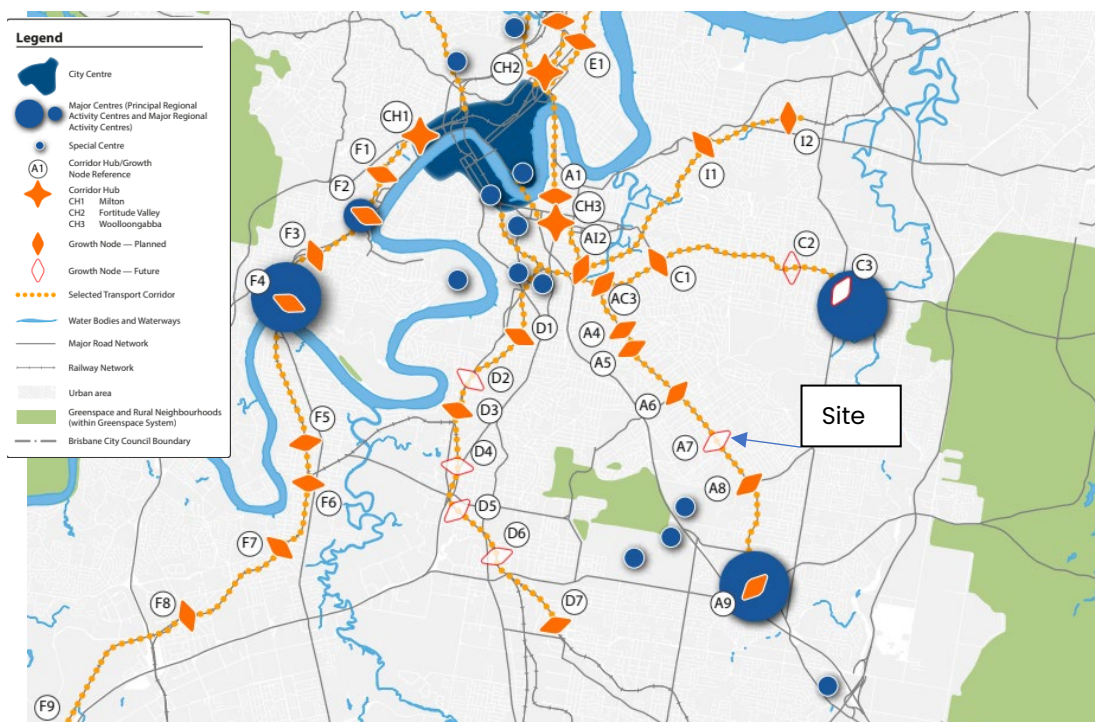 Legend
City Centre
Major Centres (Principal Regional
Activity Centres and Major Regional
Activity Centres)
Special Centre
A1
Corridor Hub/Growth
Node Reference
Corridor Hub
CH1 Milton
CH2 Fortitude Valley
CH3 Woolloongabba
Growth Node — Planned
Growth Node — Future
Selected Transport Corridor
Water Bodies and Waterways
Major Road Network
Railway Network
Urban area
Greenspace and Rural Neighbourhoods
(within Greenspace System)
Brisbane City Council Boundary
CH2
E1
CH1
F1
F2
F3
F4
A1
CH3
AI2
I1
I2
C1
C2
C3
AC3
A4
A5
A6
A7
Site
A8
A9
D1
D2
D3
D4
D5
D6
D7
F5
F6
F7
F8
F9